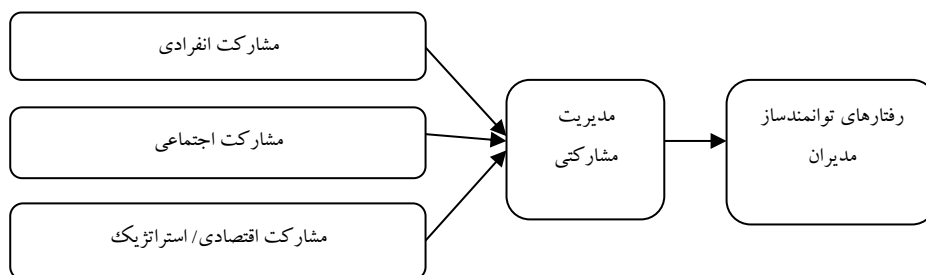 مشارکت انفرادی
مشارکت اجتماعی
مشارکت اقتصادی/ استراتژیک
مدیریت
مشارکتی
رفتارهای توانمندساز
مدیران